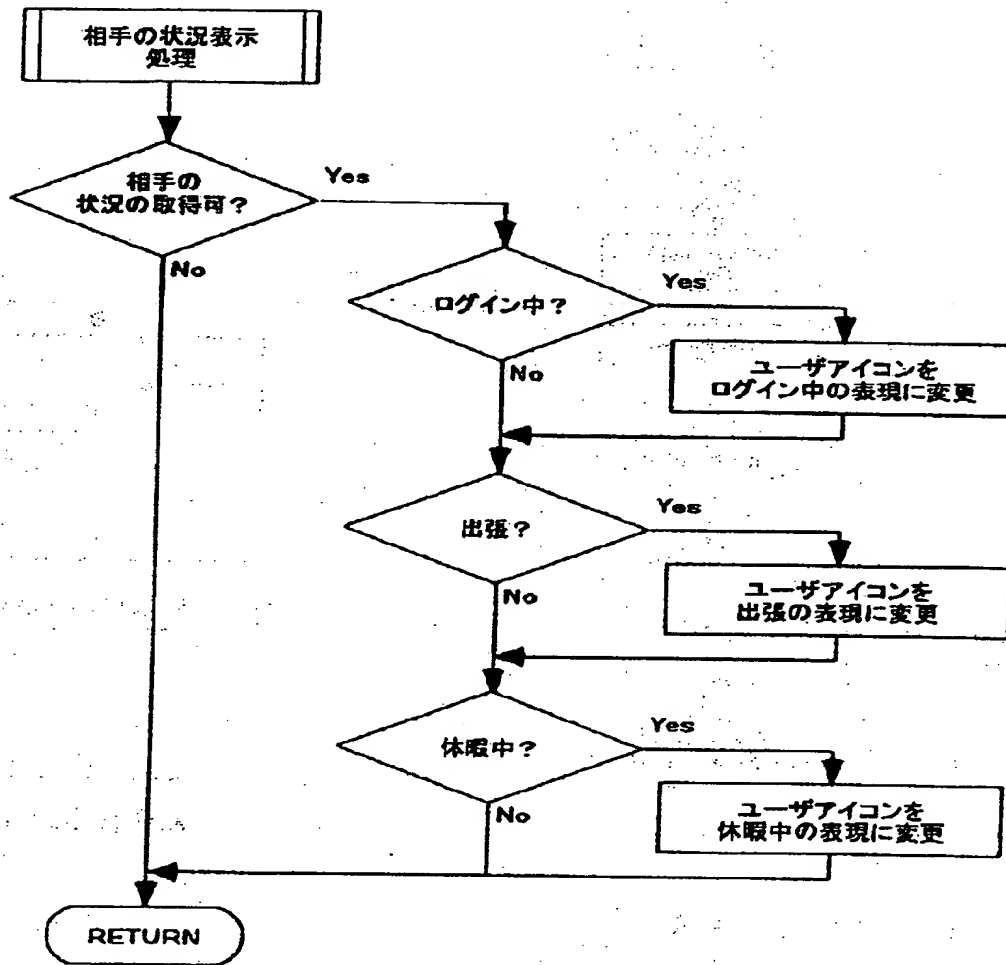 相手の状況表示
処理
相手の
状況の取得可？
Yes
No
ログイン中？
Yes
No
ユーザアイコンを
ログイン中の表現に変更
出張？
Yes
No
ユーザアイコンを
出張の表現に変更
休暇中？
Yes
No
ユーザアイコンを
休暇中の表現に変更
RETURN